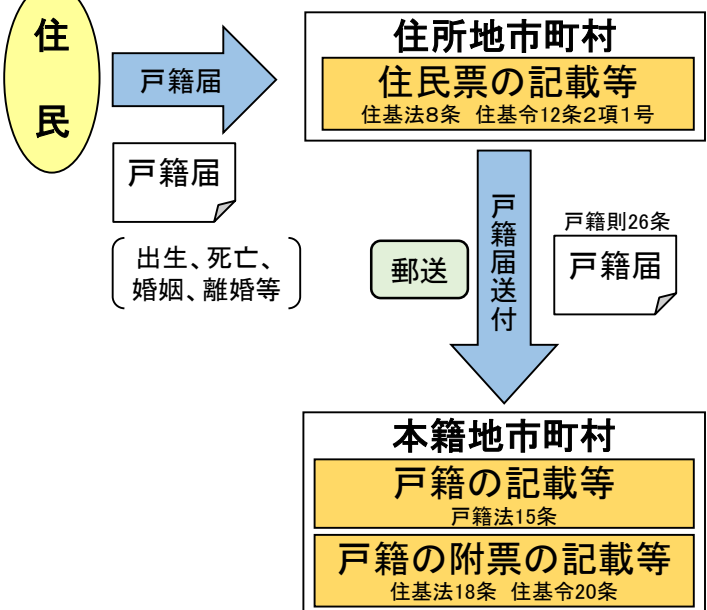 住民
戸籍届
戸籍届
出生、死亡、
婚姻、離婚等
住所地市町村
住民票の記載等
住基法8条 住基令12条2項1号
郵送
戸籍届送付
戸籍則26条
戸籍届
本籍地市町村
戸籍の記載等
戸籍法15条
戸籍の附票の記載等
住基法18条 住基令20条